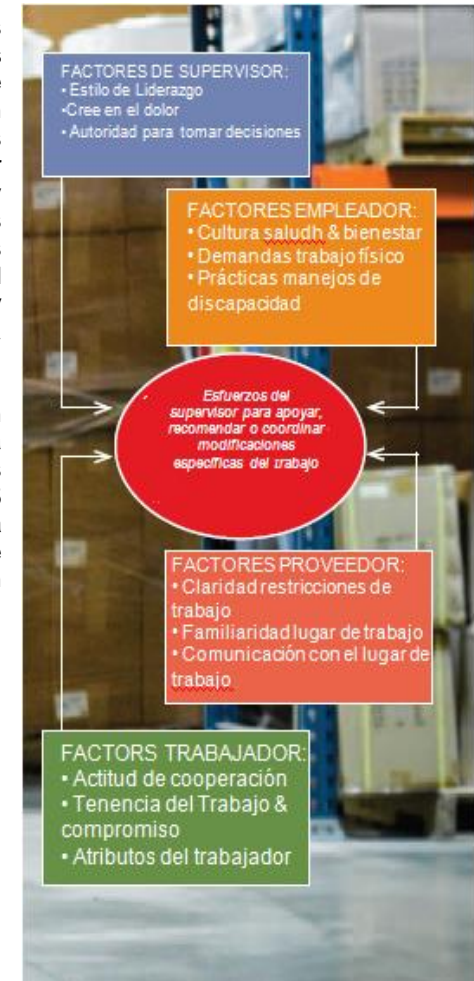 FACTORES DE SUPERVISOR:
• Estilo de Liderazgo
•Cree en el dolor
• Autoridad para tomar decisiones
FACTORES EMPLEADOR:
• Cultura saludh & bienestar
• Demandas trabajo físico
• Prácticas manejos de
discapacidad
Esfuerzos del
supervisor para apoyar,
recomendar o coordinar
modificaciones
específicas del trabajo
FACTORES PROVEEDOR:
• Claridad restricciones de
trabajo
• Familiaridad lugar de trabajo
• Comunicación con el lugar de
trabajo
FACTORS TRABAJADOR:
• Actitud de cooperación
• Tenencia del Trabajo &
compromiso
• Atributos del trabajador